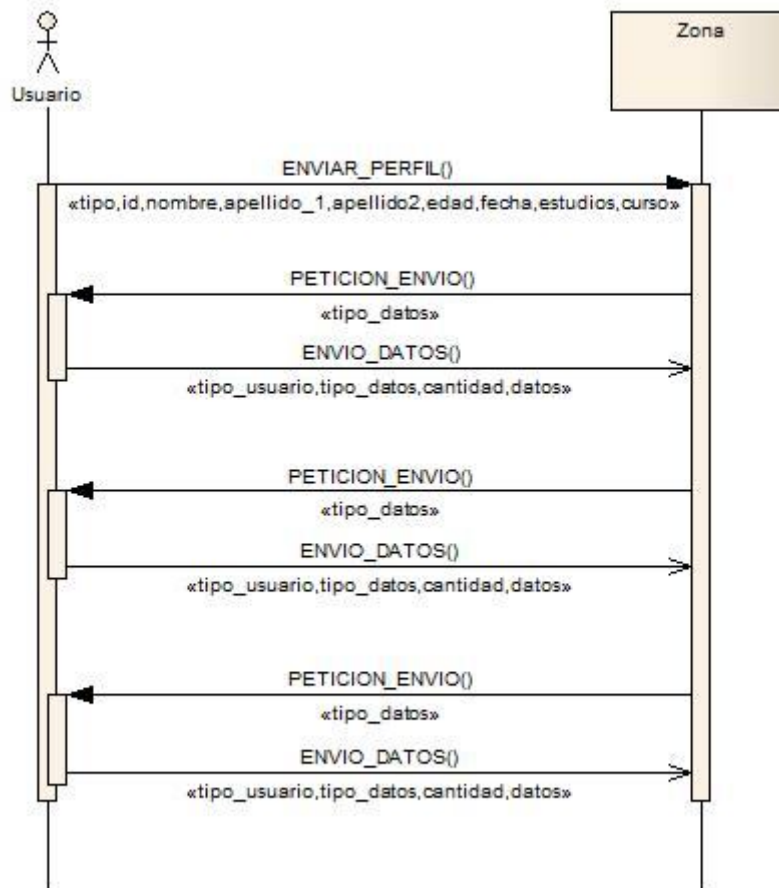 Usuario
Zona
ENVIAR_PERFIL()
«tipo,id,nombre,apellido_1,apellido2,edad,fecha,estudios,curso»
PETICION_ENVIO()
«tipo_datos»
ENVIO_DATOS()
«tipo_usuario,tipo_datos,cantidad,datos»
PETICION_ENVIO()
«tipo_datos»
ENVIO_DATOS()
«tipo_usuario,tipo_datos,cantidad,datos»
PETICION_ENVIO()
«tipo_datos»
ENVIO_DATOS()
«tipo_usuario,tipo_datos,cantidad,datos»